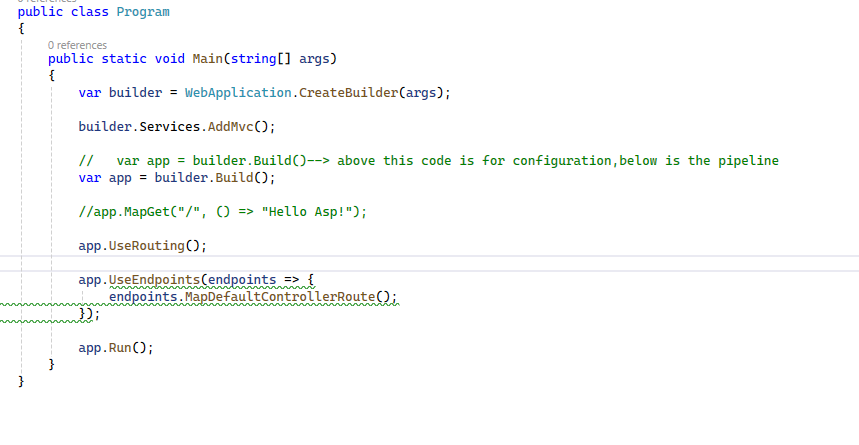 0 references
public class Program
{
0 references
public static void Main(string[] args)
{
var builder = WebApplication.CreateBuilder(args);
builder.Services.AddMvc();
//   var app = builder.Build()--> above this code is for configuration,below is the pipeline
var app = builder.Build();
//app.MapGet("/", () => "Hello Asp!");
app.UseRouting();
app.UseEndpoints(endpoints => {
endpoints.MapDefaultControllerRoute();
});
app.Run();
}
}